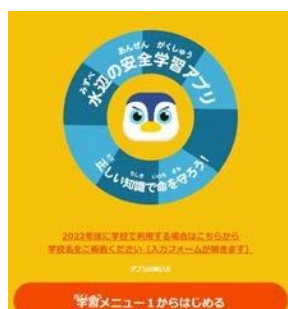 みずべ あんぜん がくしゅう
水辺の安全学習アプリ
ただ ちしき いのち まも
正しい知識で命を守ろう!
2022年度に学校で利用する場合はこちらから
学校名をご報告ください（入力フォームが開きます）
アプリの使い方
がくしゅう
学習メニュー１からはじめる